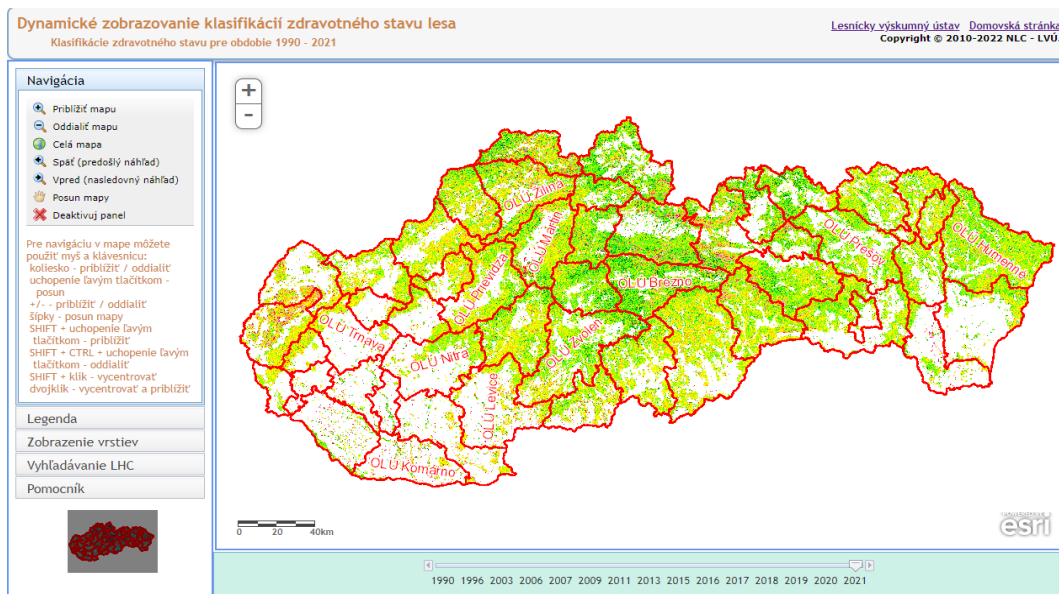 Dynamické zobrazovanie klasifikácií zdravotného stavu lesa
Klasifikácie zdravotného stavu pre obdobie 1990 - 2021
Lesnícky výskumný ústav Domovská stránka
Copyright © 2010-2022 NLC - LVÚ
Navigácia
Priblížiť mapu
Oddialiť mapu
Celá mapa
Späť (predošlý náhľad)
Vpred (nasledovný náhľad)
Posun mapy
Deaktivuj panel
Pre navigáciu v mape môžete
použiť myš a klávesnicu:
koliesko - priblížiť / oddialiť
uchopenie ľavým tlačítkom -
posun
+/- - priblížiť / oddialiť
šípky - posun mapy
SHIFT + uchopenie ľavým
tlačítkom - priblížiť
SHIFT + CTRL + uchopenie ľavým
tlačítkom - oddialiť
SHIFT + klik - vycentrovať
dvojklik - vycentrovať a priblížiť
Legenda
Zobrazenie vrstiev
Vyhľadávanie LHC
Pomocník
+
-
OLÚ Žilina
OLÚ Martin
OLÚ Prievidza
OLÚ Prešov
OLÚ Humenné
OLÚ Brezno
OLÚ Zvolen
OLÚ Trnava
OLÚ Nitra
OLÚ Levice
OLÚ Komárno
0 20 40km
POWERED BY
esri
1990 1996 2003 2006 2007 2009 2011 2013 2015 2016 2017 2018 2019 2020 2021